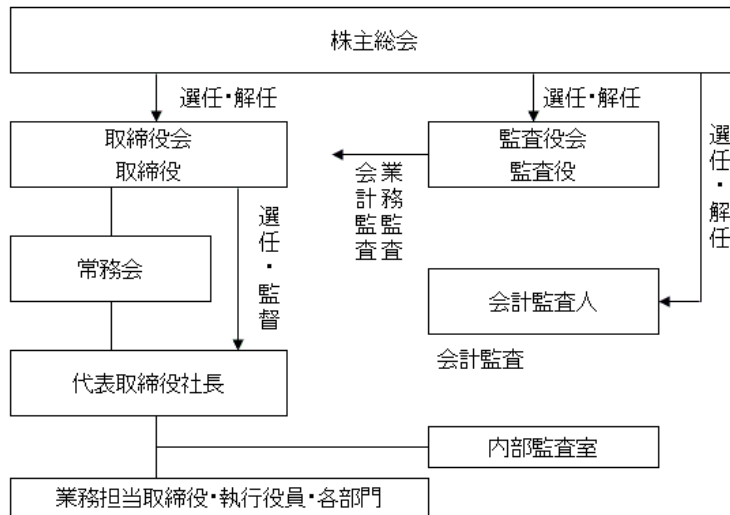 株主総会
選任・解任
選任・解任
選任・解任
取締役会
取締役
監査役会
監査役
業務監査
会計監査
選任・監督
常務会
会計監査人
会計監査
代表取締役社長
内部監査室
業務担当取締役・執行役員・各部門